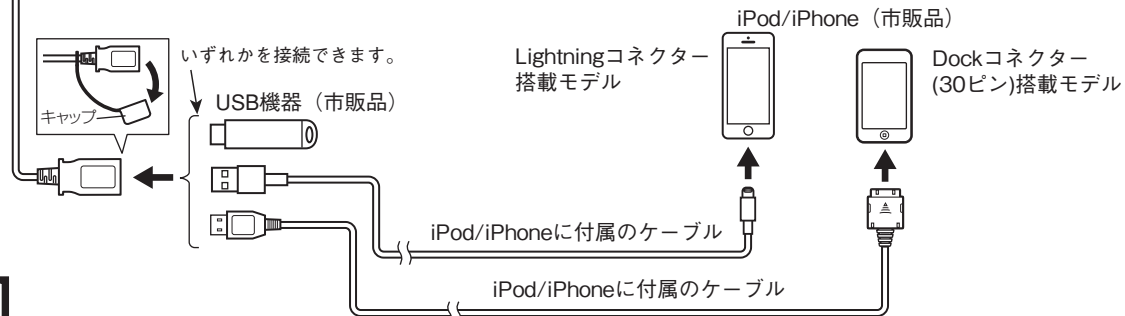 iPod/iPhone（市販品）
Lightningコネクター
搭載モデル
Dockコネクター
(30ピン)搭載モデル
いずれかを接続できます。
キャップ
USB機器（市販品）
iPod/iPhoneに付属のケーブル
iPod/iPhoneに付属のケーブル